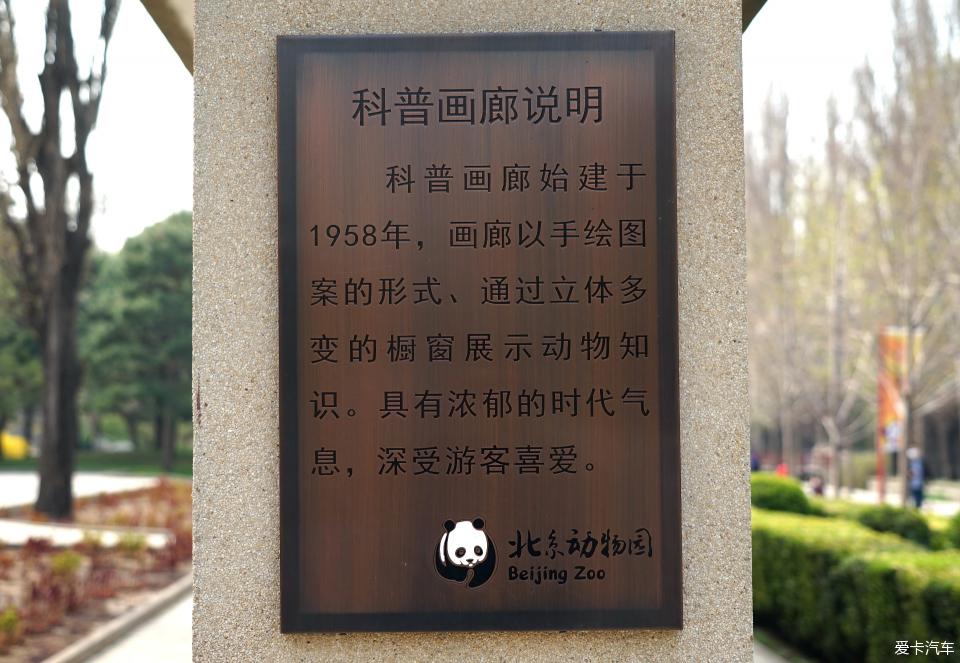 科普画廊说明
科普画廊始建于
1958年，画廊以手绘图
案的形式、通过立体多
变的橱窗展示动物知
识。具有浓郁的时代气
息，深受游客喜爱。
北京动物园
Beijing Zoo
爱卡汽车